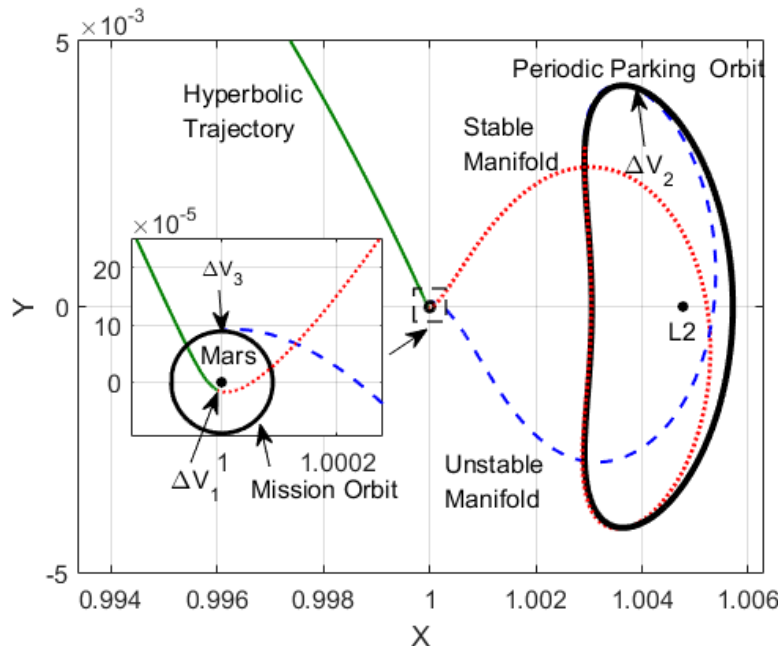 5
×10⁻³
Periodic Parking Orbit
Hyperbolic
Trajectory
Stable
Manifold
ΔV₂
×10⁻⁵
20
10
0
ΔV₃
Mars
1
1.0002
ΔV₁
Mission Orbit
L2
Unstable
Manifold
Y
0
-5
0.994
0.996
0.998
1
1.002
1.004
1.006
X